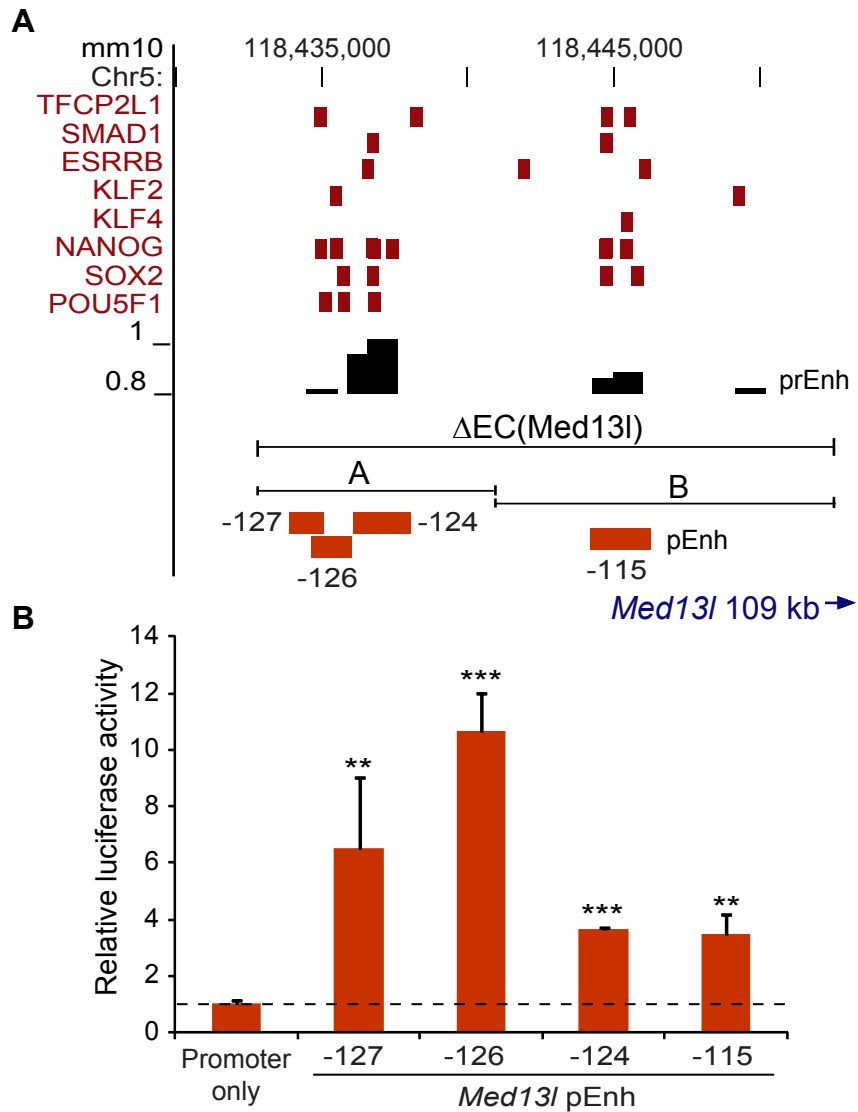 A
mm10 118,435,000 118,445,000
Chr5:
TFCP2L1
SMAD1
ESRRB
KLF2
KLF4
NANOG
SOX2
POU5F1
1
0.8
prEnh
ΔEC(Med13l)
A
B
-127
-124
-126
-115
pEnh
Med13l 109 kb
B
Relative luciferase activity
14
12
10
8
6
4
2
0
**
***
***
**
Promoter only
-127
-126
-124
-115
Med13l pEnh